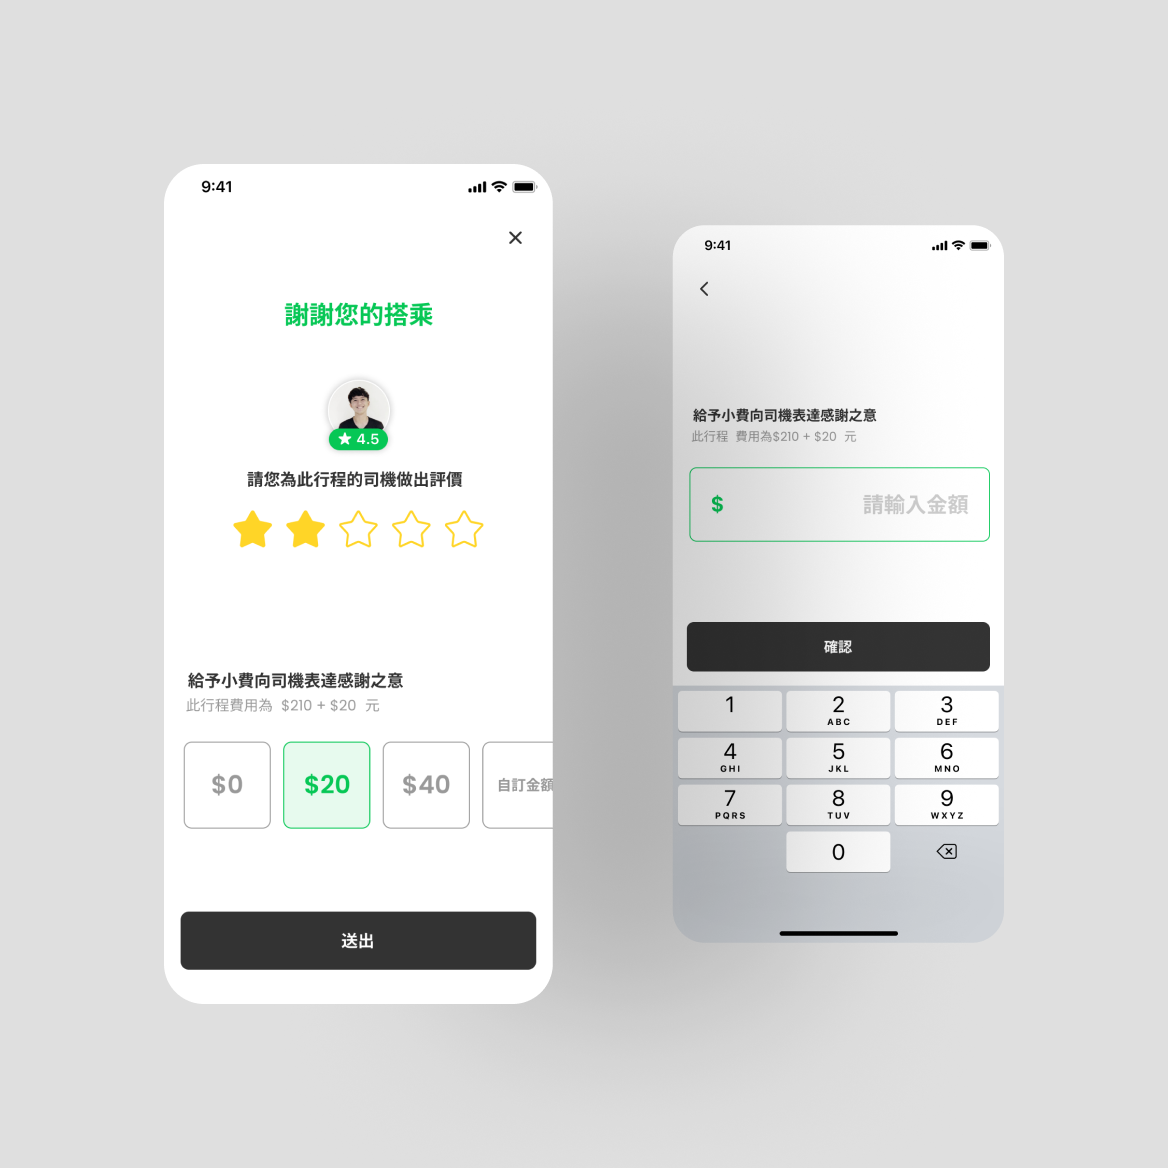 9:41
謝謝您的搭乘
4.5
請您為此行程的司機做出評價
給予小費向司機表達感謝之意
此行程費用為 $210 + $20 元
$0
$20
$40
自訂金額
送出
9:41
給予小費向司機表達感謝之意
此行程 費用為$210 + $20 元
$ 請輸入金額
確認
1
2 ABC
3 DEF
4 GHI
5 JKL
6 MNO
7 PQRS
8 TUV
9 WXYZ
0